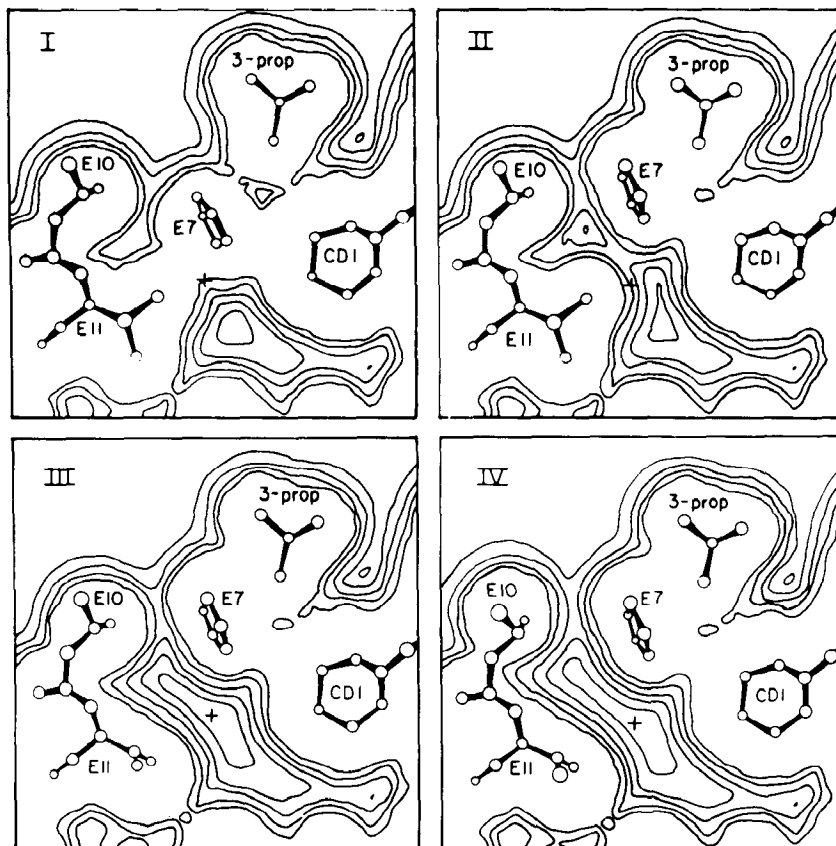 I
3-prop
E10
E7
CD1
E11
II
3-prop
E10
E7
CD1
E11
III
3-prop
E10
E7
CD1
E11
IV
3-prop
E10
E7
CD1
E11